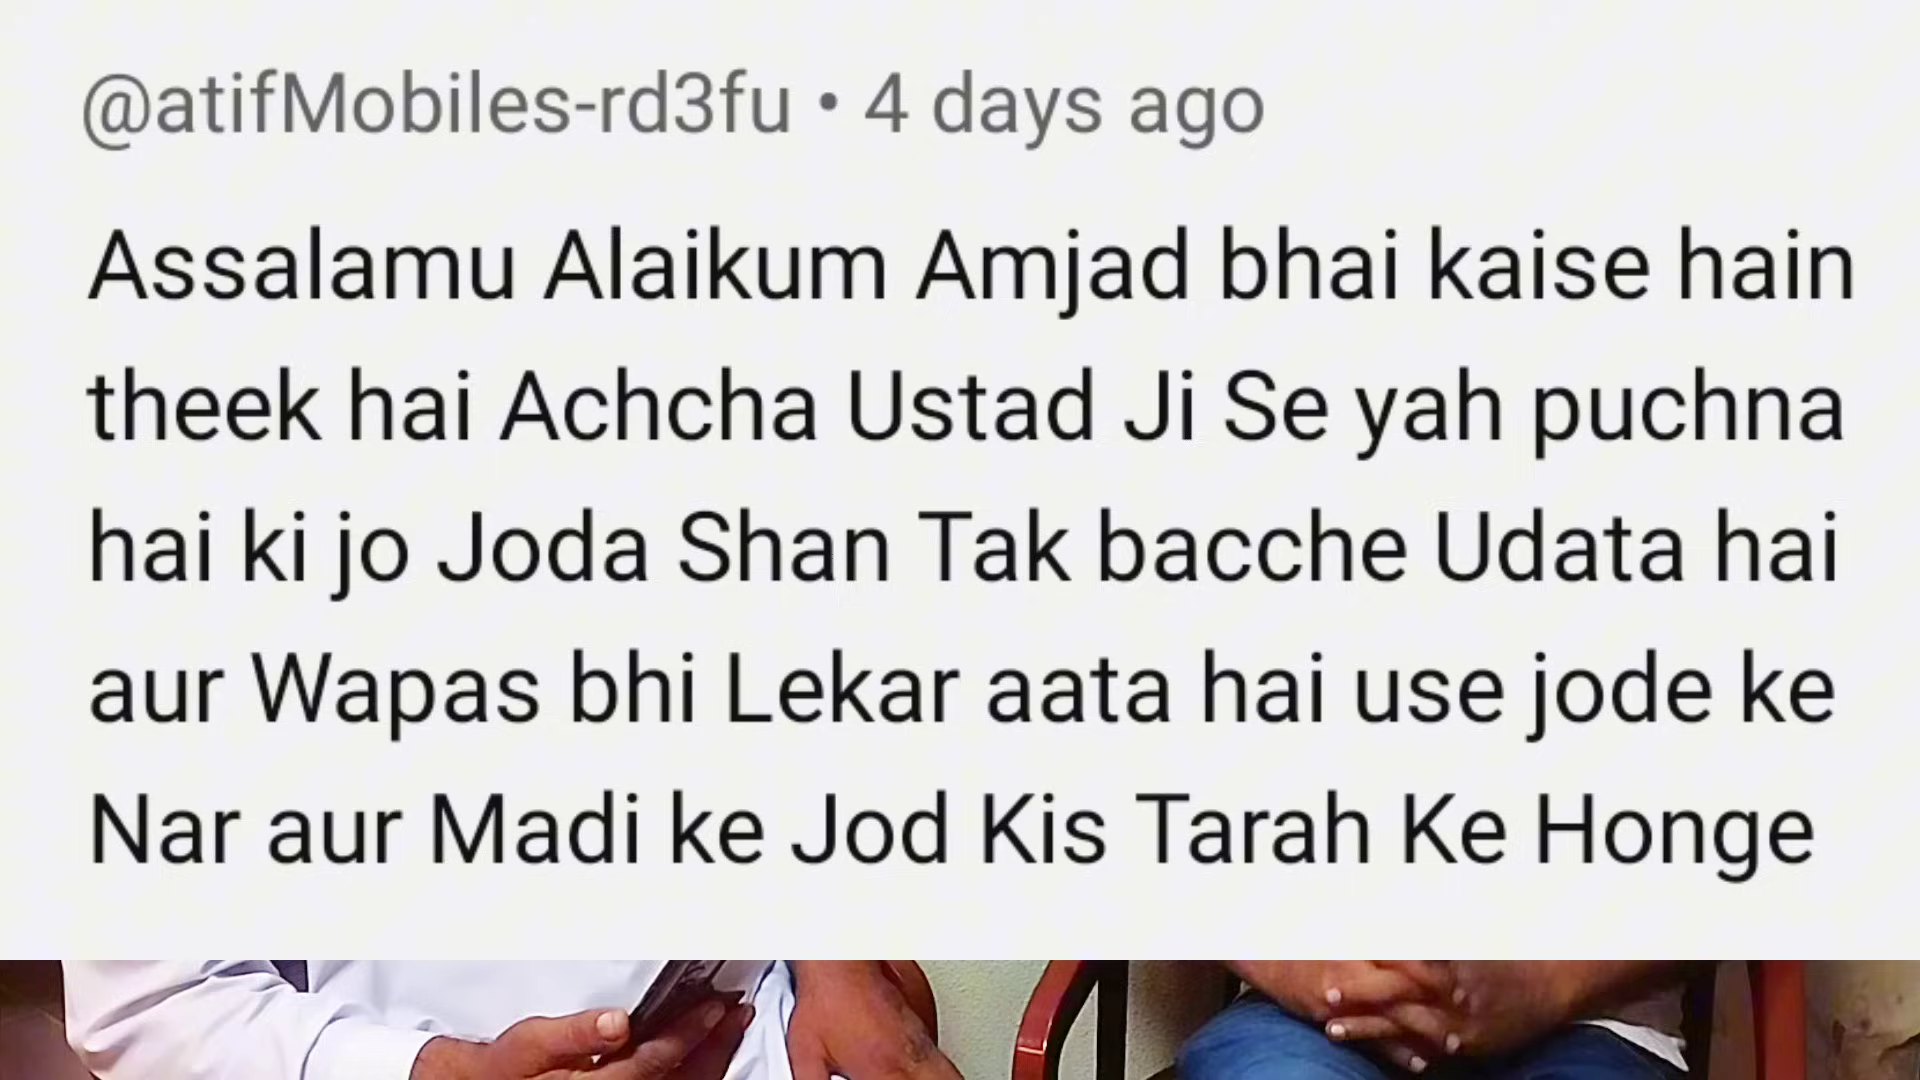 @atifMobiles-rd3fu • 4 days ago
Assalamu Alaikum Amjad bhai kaise hain
theek hai Achcha Ustad Ji Se yah puchna
hai ki jo Joda Shan Tak bacche Udata hai
aur Wapas bhi Lekar aata hai use jode ke
Nar aur Madi ke Jod Kis Tarah Ke Honge